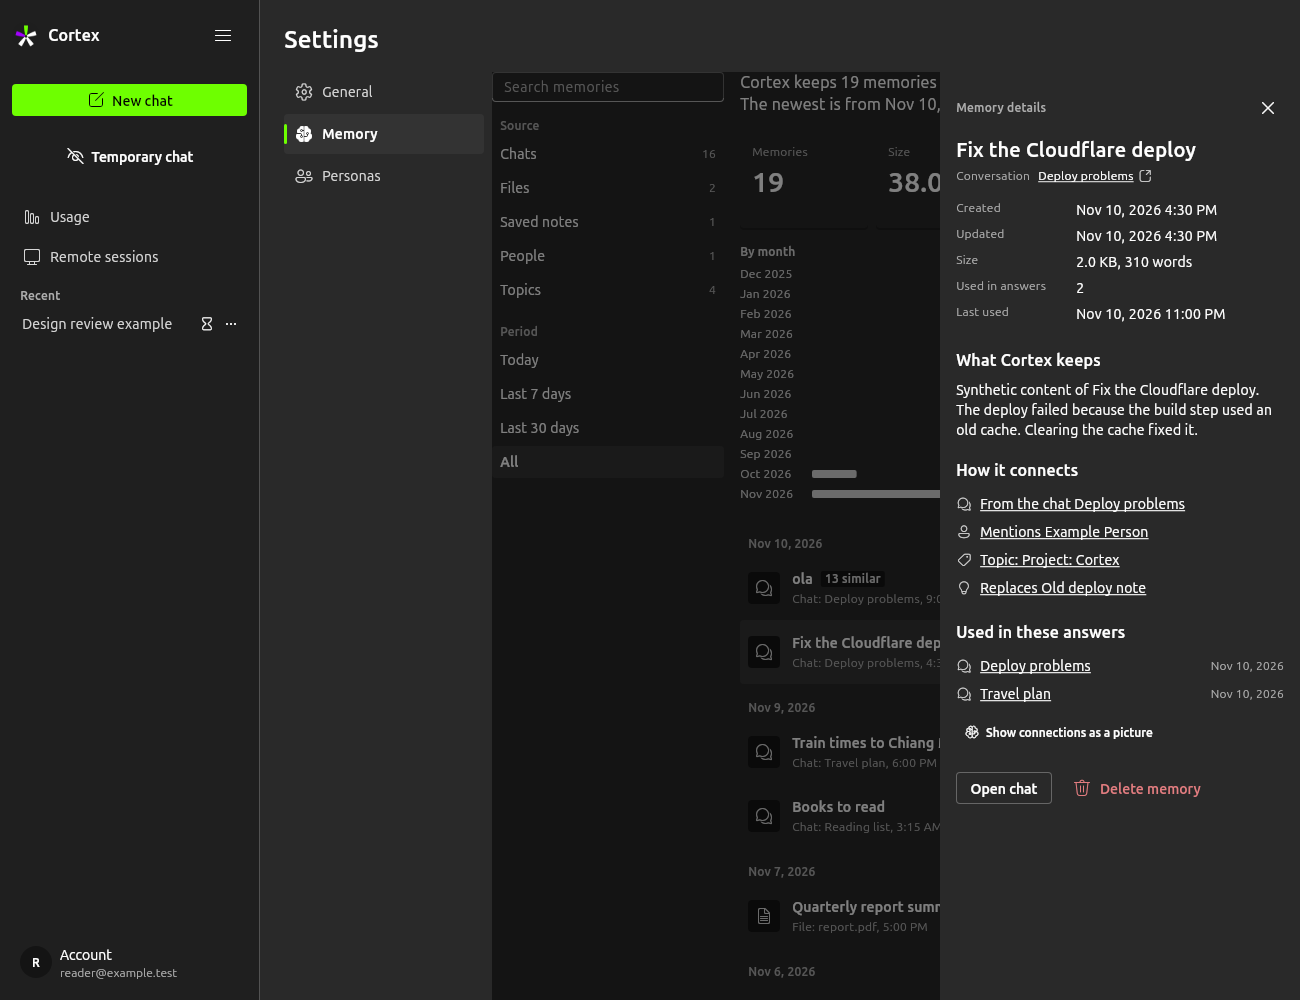 Cortex
New chat
Temporary chat
Usage
Remote sessions
Recent
Design review example
R
Account
reader@example.test
Settings
General
Memory
Personas
Search memories
Source
Chats 16
Files 2
Saved notes 1
People 1
Topics 4
Period
Today
Last 7 days
Last 30 days
All
Cortex keeps 19 memories
The newest is from Nov 10,
Memories Size
19 38.0
By month
Dec 2025
Jan 2026
Feb 2026
Mar 2026
Apr 2026
May 2026
Jun 2026
Jul 2026
Aug 2026
Sep 2026
Oct 2026
Nov 2026
Nov 10, 2026
ola 13 similar
Chat: Deploy problems, 9:0
Fix the Cloudflare dep
Chat: Deploy problems, 4:3
Nov 9, 2026
Train times to Chiang
Chat: Travel plan, 6:00 PM
Books to read
Chat: Reading list, 3:15 AM
Nov 7, 2026
Quarterly report sum
File: report.pdf, 5:00 PM
Nov 6, 2026
Memory details
Fix the Cloudflare deploy
Conversation Deploy problems
Created Nov 10, 2026 4:30 PM
Updated Nov 10, 2026 4:30 PM
Size 2.0 KB, 310 words
Used in answers 2
Last used Nov 10, 2026 11:00 PM
What Cortex keeps
Synthetic content of Fix the Cloudflare deploy.
The deploy failed because the build step used an
old cache. Clearing the cache fixed it.
How it connects
From the chat Deploy problems
Mentions Example Person
Topic: Project: Cortex
Replaces Old deploy note
Used in these answers
Deploy problems Nov 10, 2026
Travel plan Nov 10, 2026
Show connections as a picture
Open chat Delete memory